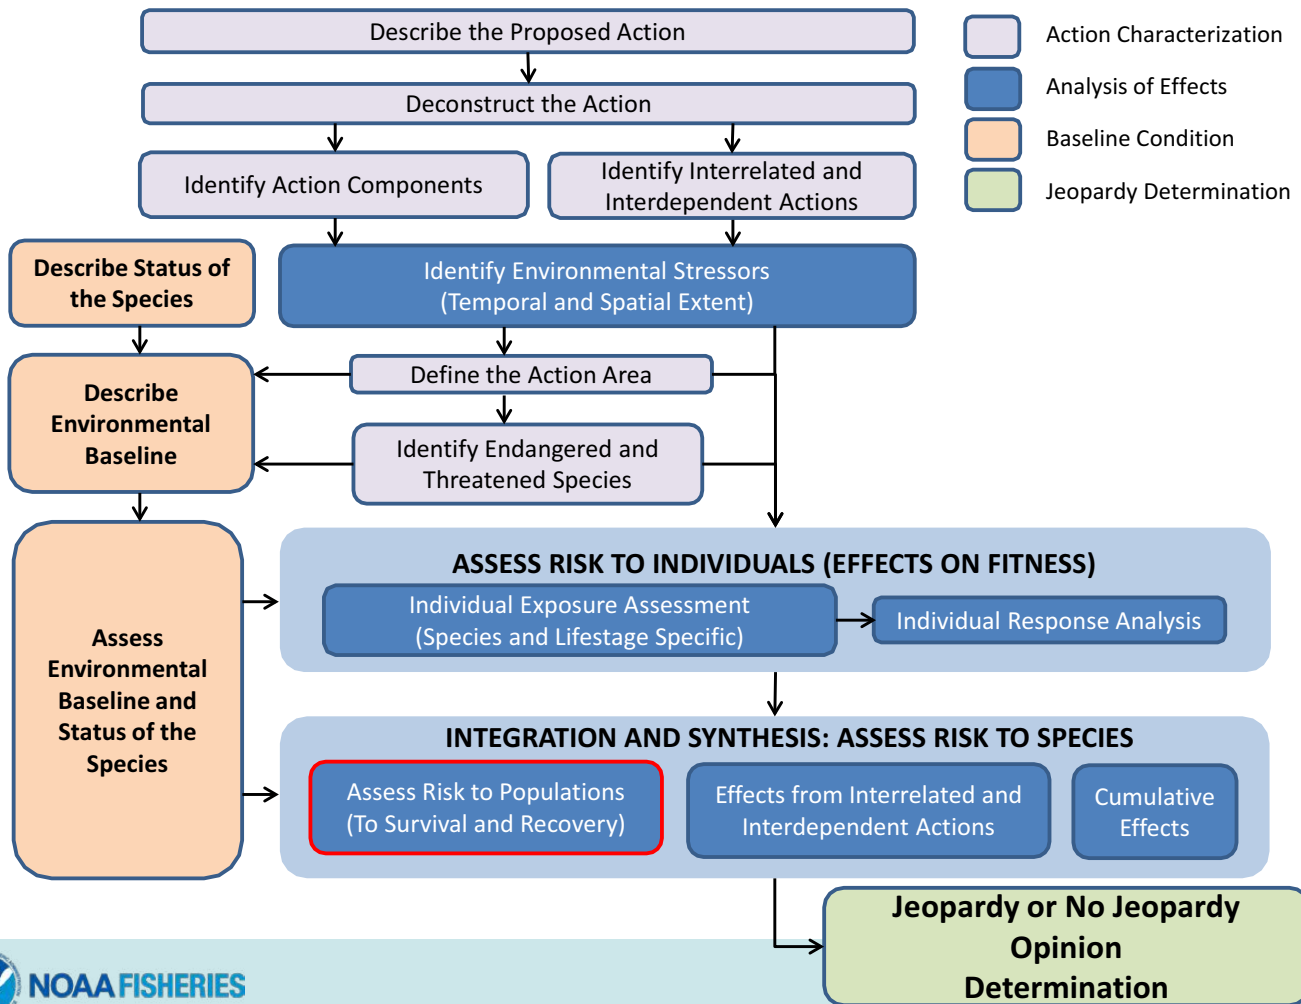 Describe the Proposed Action
Deconstruct the Action
Identify Action Components
Identify Interrelated and
Interdependent Actions
Action Characterization
Analysis of Effects
Baseline Condition
Jeopardy Determination
Describe Status of
the Species
Identify Environmental Stressors
(Temporal and Spatial Extent)
Describe
Environmental
Baseline
Define the Action Area
Identify Endangered and
Threatened Species
Assess
Environmental
Baseline and
Status of the
Species
ASSESS RISK TO INDIVIDUALS (EFFECTS ON FITNESS)
Individual Exposure Assessment
(Species and Lifestage Specific)
Individual Response Analysis
INTEGRATION AND SYNTHESIS: ASSESS RISK TO SPECIES
Assess Risk to Populations
(To Survival and Recovery)
Effects from Interrelated and
Interdependent Actions
Cumulative
Effects
Jeopardy or No Jeopardy
Opinion
Determination
NOAA FISHERIES